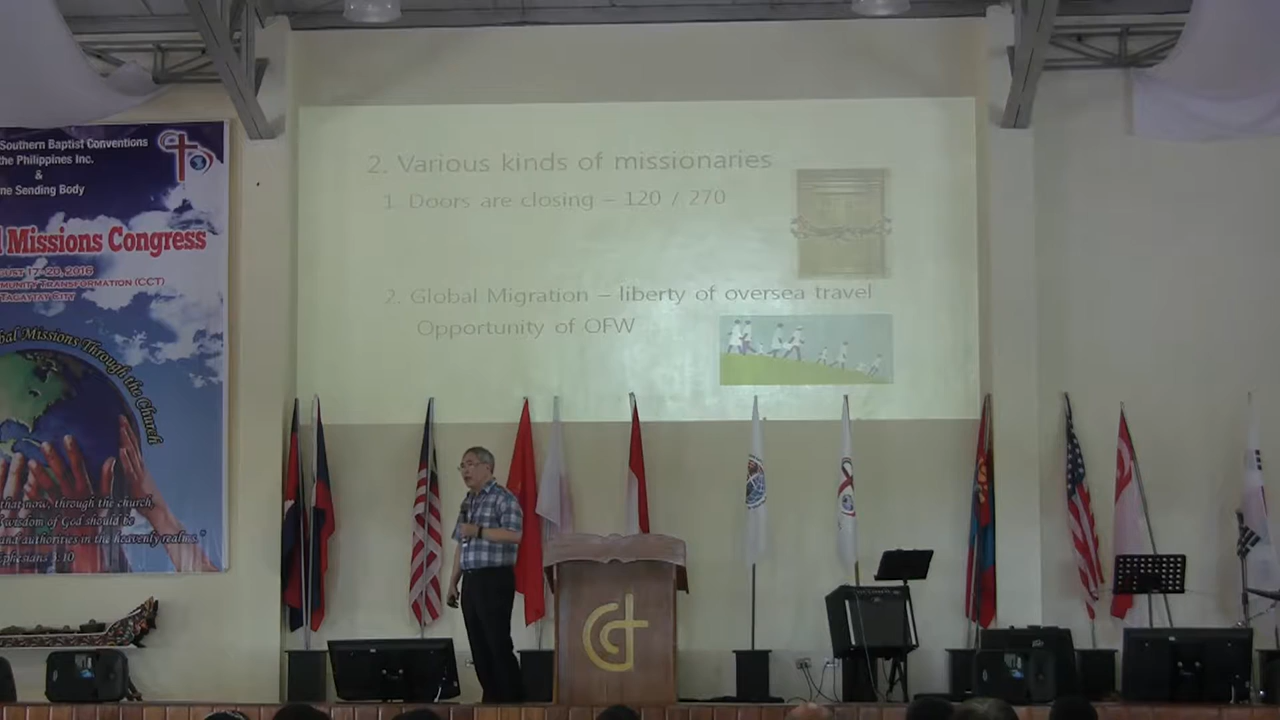 Southern Baptist Conventions
the Philippines Inc.
&
ne Sending Body
l Missions Congress
ust 17-20, 2016
munity Transformation (CCT)
Tagaytay City
bal Missions Through the Church
that now, through the church
wisdom of God should be
and authorities in the heavenly realms."
Ephesians 3:10
2. Various kinds of missionaries
1. Doors are closing – 120 / 270
2. Global Migration – liberty of oversea travel
Opportunity of OFW